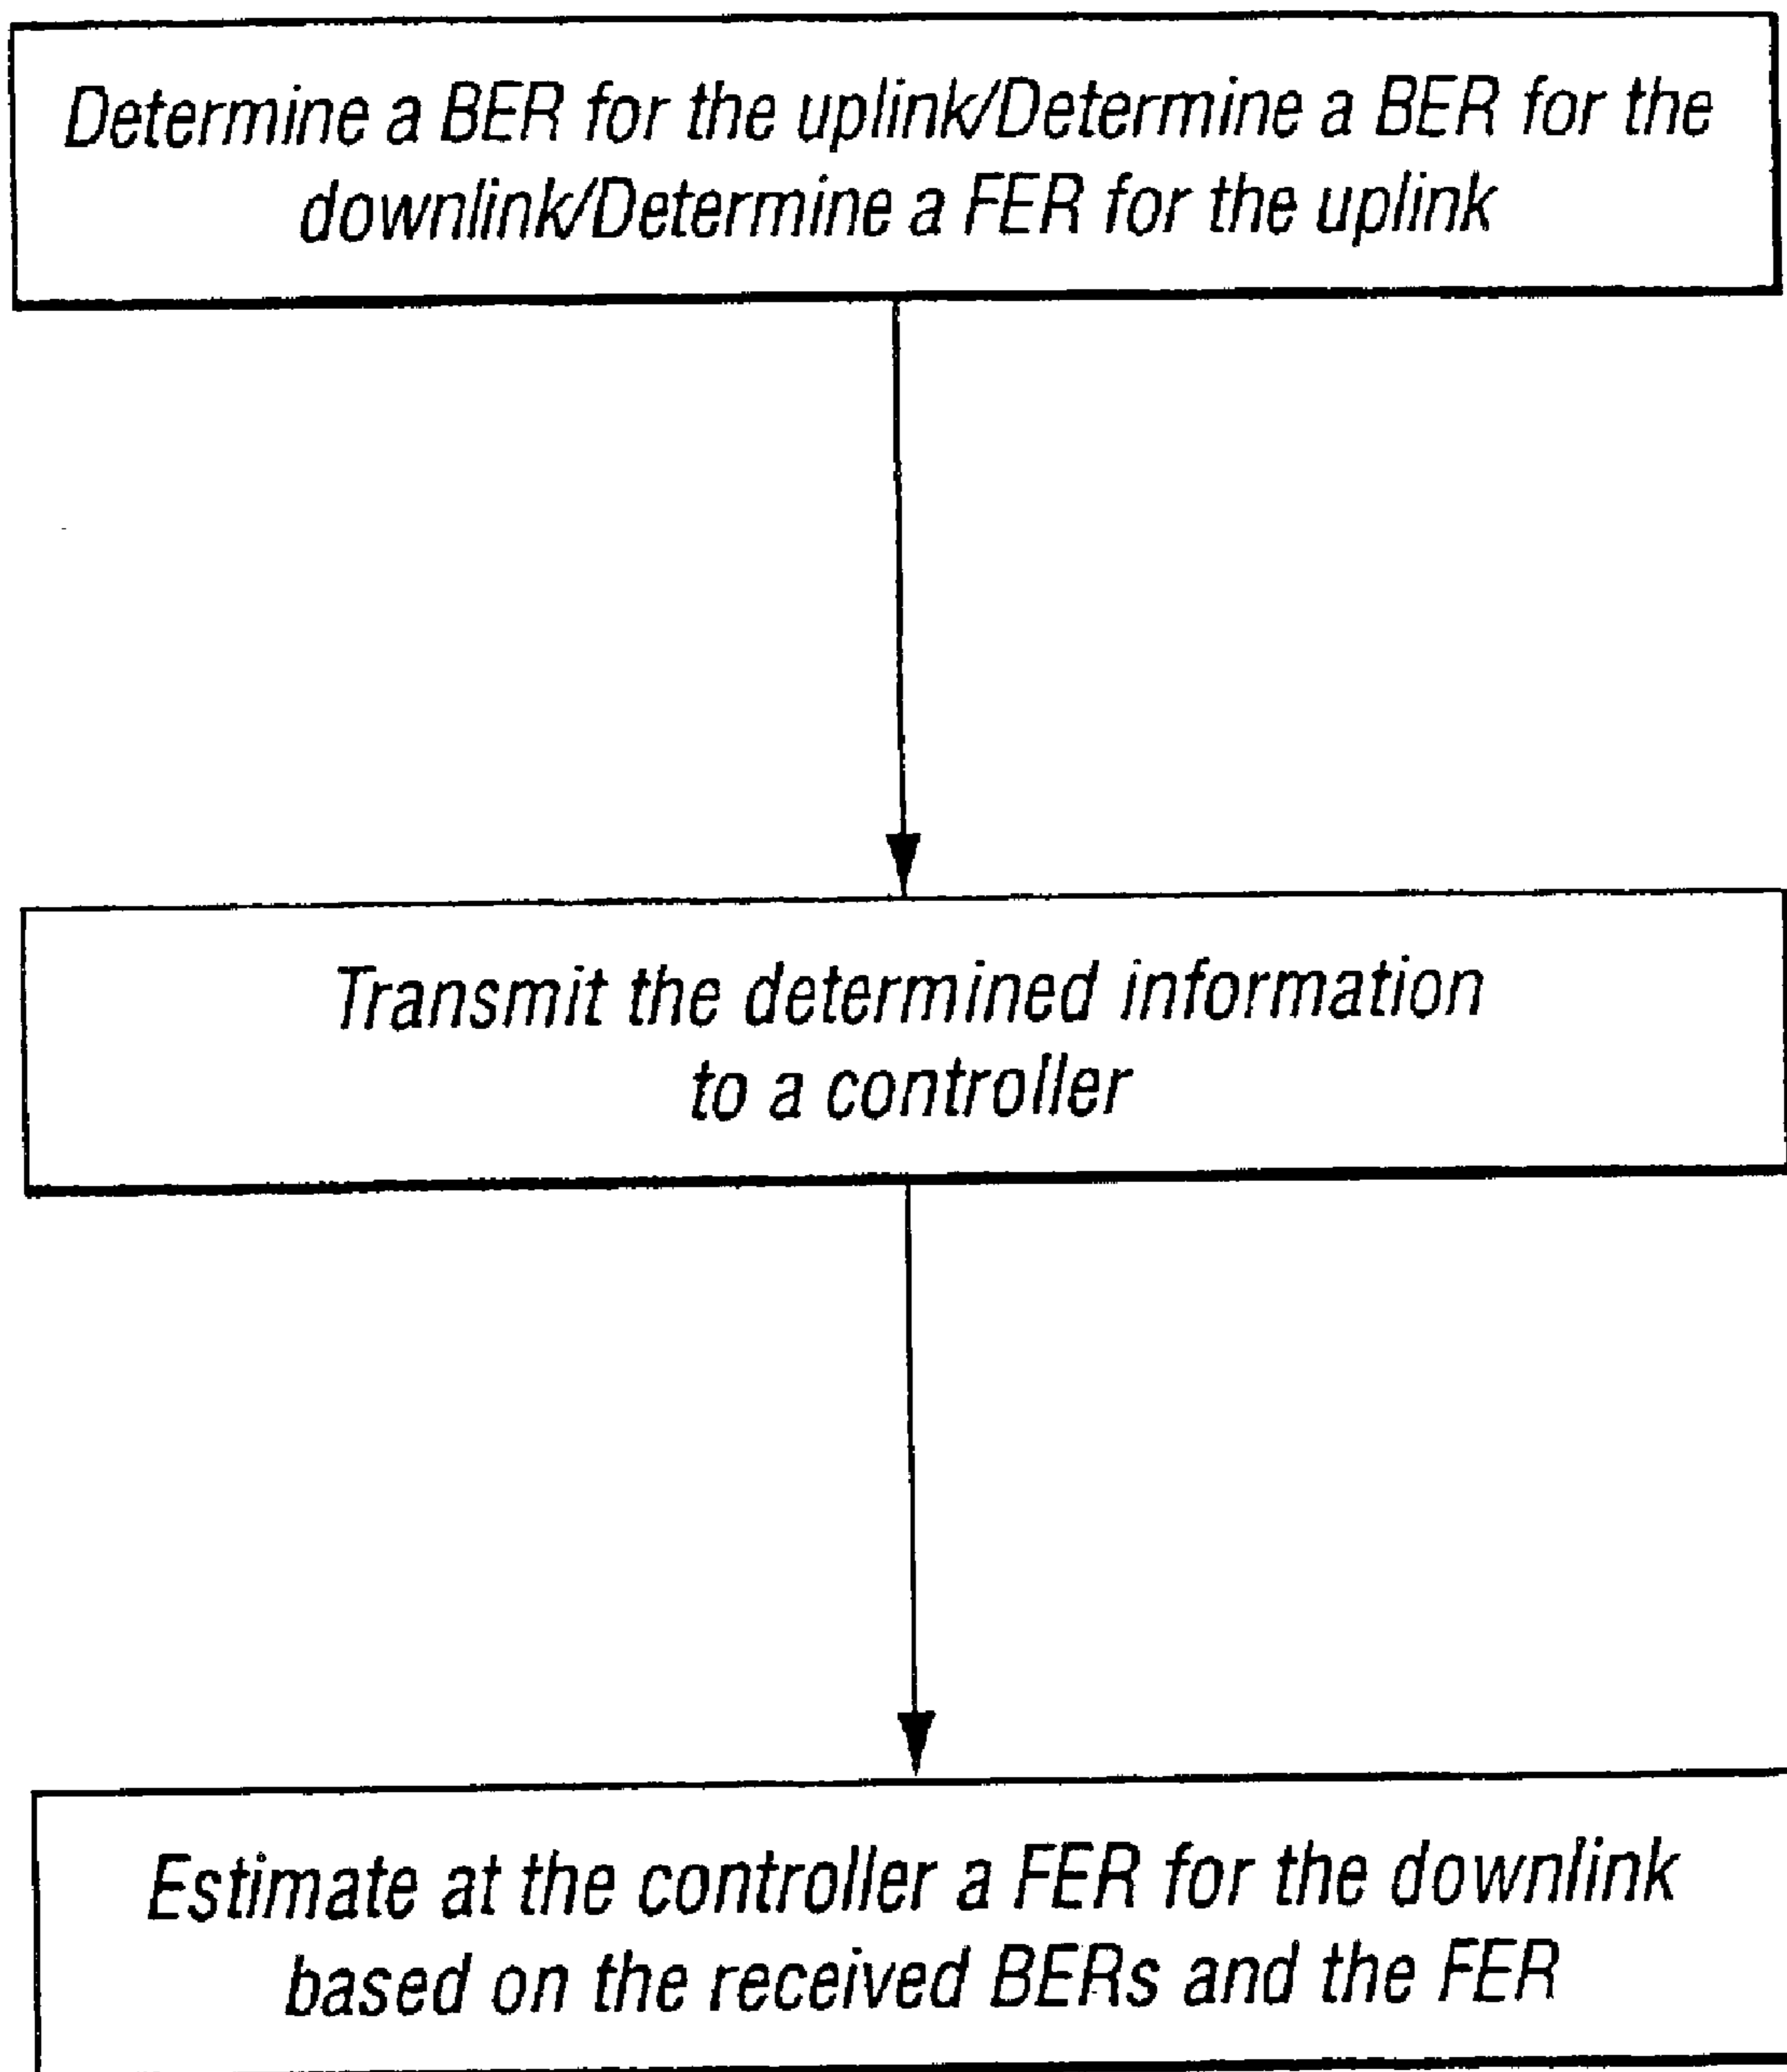 Determine a BER for the uplink/Determine a BER for the
downlink/Determine a FER for the uplink
Transmit the determined information
to a controller
Estimate at the controller a FER for the downlink
based on the received BERs and the FER